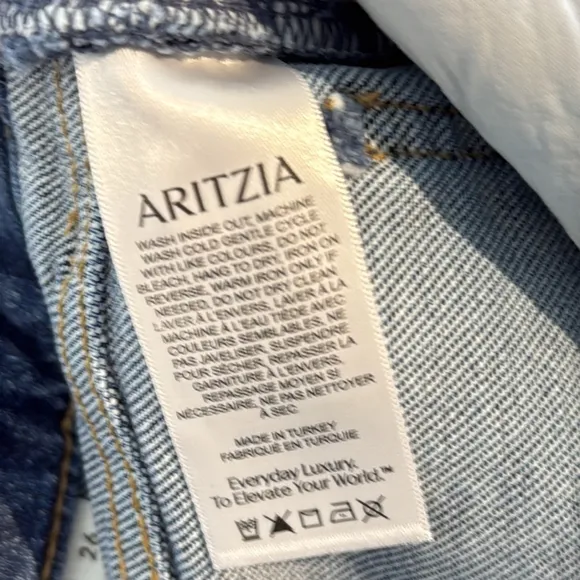 ARITZIA
WASH INSIDE OUT. MACHINE
WASH COLD GENTLE CYCLE
WITH LIKE COLOURS. DO NOT
BLEACH, HANG TO DRY. IRON ON
REVERSE. WARM IRON ONLY IF
NEEDED. DO NOT DRY CLEAN
LAVER À L'ENVERS. LAVER À LA
MACHINE À L'EAU TIÈDE AVEC
COULEURS SEMBLABLES. NE
PAS JAVELISER. SUSPENDRE
POUR SÉCHER. REPASSER LA
GARNITURE À L'ENVERS.
REPASSAGE MOYEN SI
NÉCESSAIRE. NE PAS NETTOYER
À SEC
MADE IN TURKEY
FABRIQUE EN TURQUIE
Everyday Luxury.
To Elevate Your World.™
26